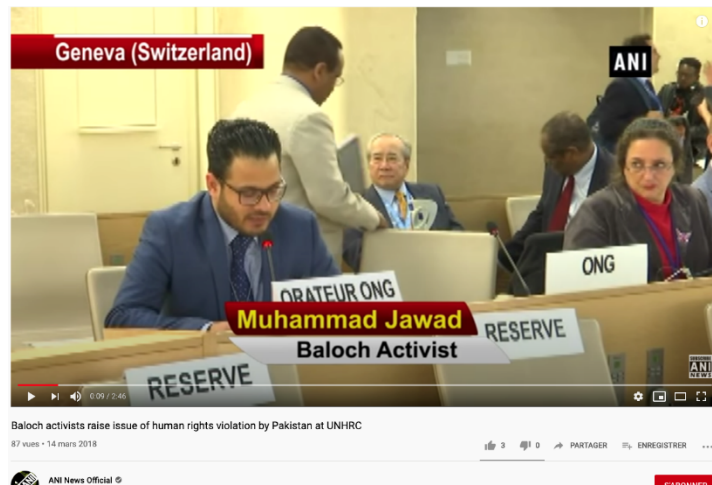 Geneva (Switzerland)
ANI
ONG
ORATEUR ONG
Muhammad Jawad
Baloch Activist
RESERVE
RESERVE
ANI
NEWS
0:09 / 2:46
Baloch activists raise issue of human rights violation by Pakistan at UNHRC
87 vues • 14 mars 2018
3
0
PARTAGER
ENREGISTRER
ANI News Official
S'ABONNER